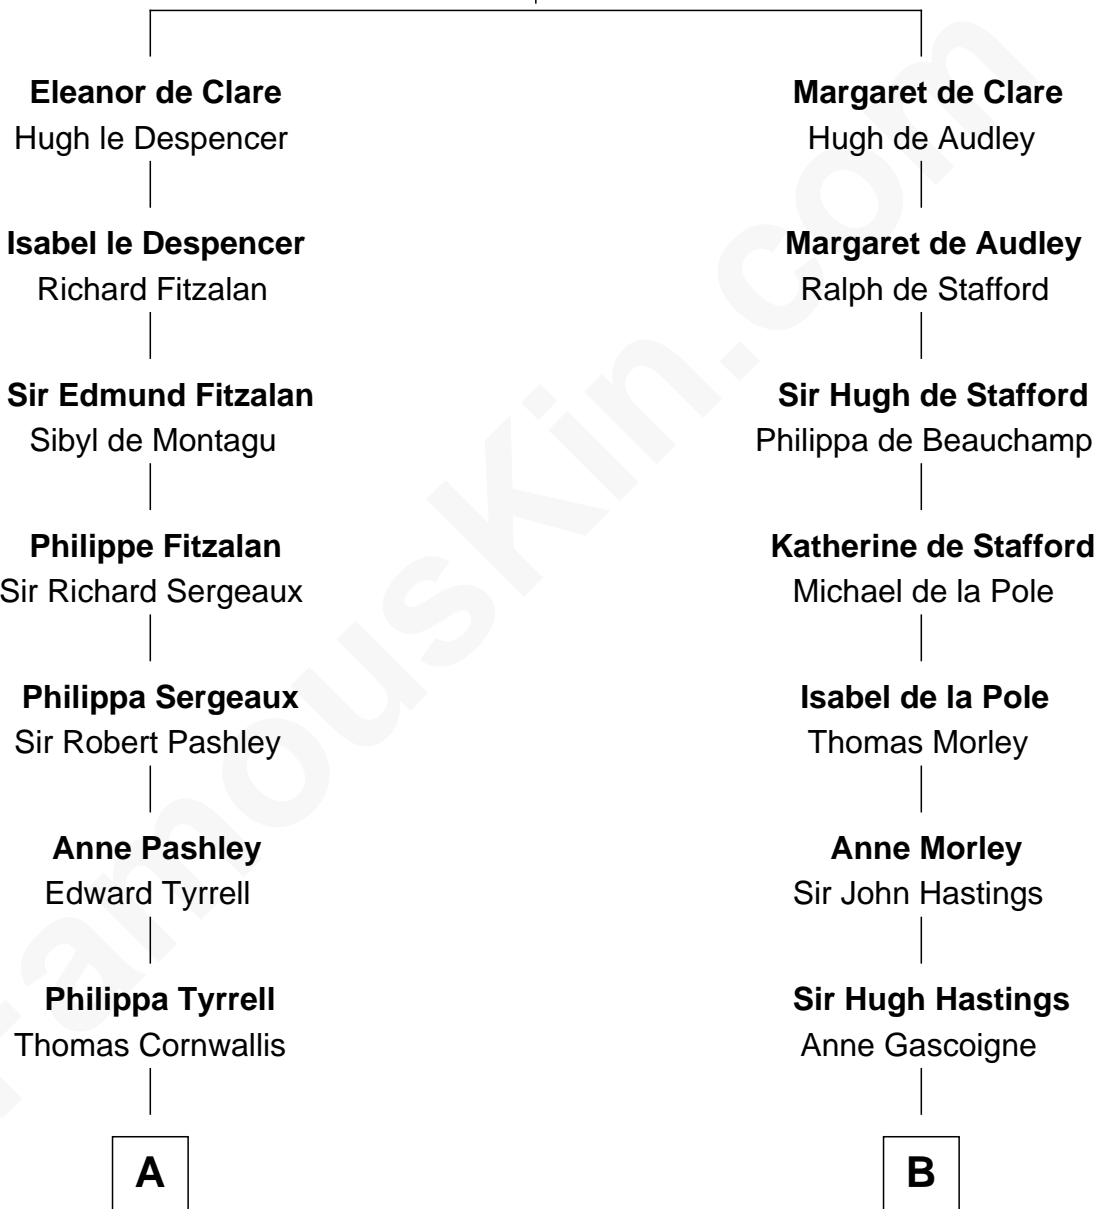 Eleanor de Clare
Hugh le Despencer
Isabel le Despencer
Richard Fitzalan
Sir Edmund Fitzalan
Sibyl de Montagu
Philippe Fitzalan
Sir Richard Sergeaux
Philippa Sergeaux
Sir Robert Pashley
Anne Pashley
Edward Tyrrell
Philippa Tyrrell
Thomas Cornwallis
A
Margaret de Clare
Hugh de Audley
Margaret de Audley
Ralph de Stafford
Sir Hugh de Stafford
Philippa de Beauchamp
Katherine de Stafford
Michael de la Pole
Isabel de la Pole
Thomas Morley
Anne Morley
Sir John Hastings
Sir Hugh Hastings
Anne Gascoigne
B
FamousKin.com